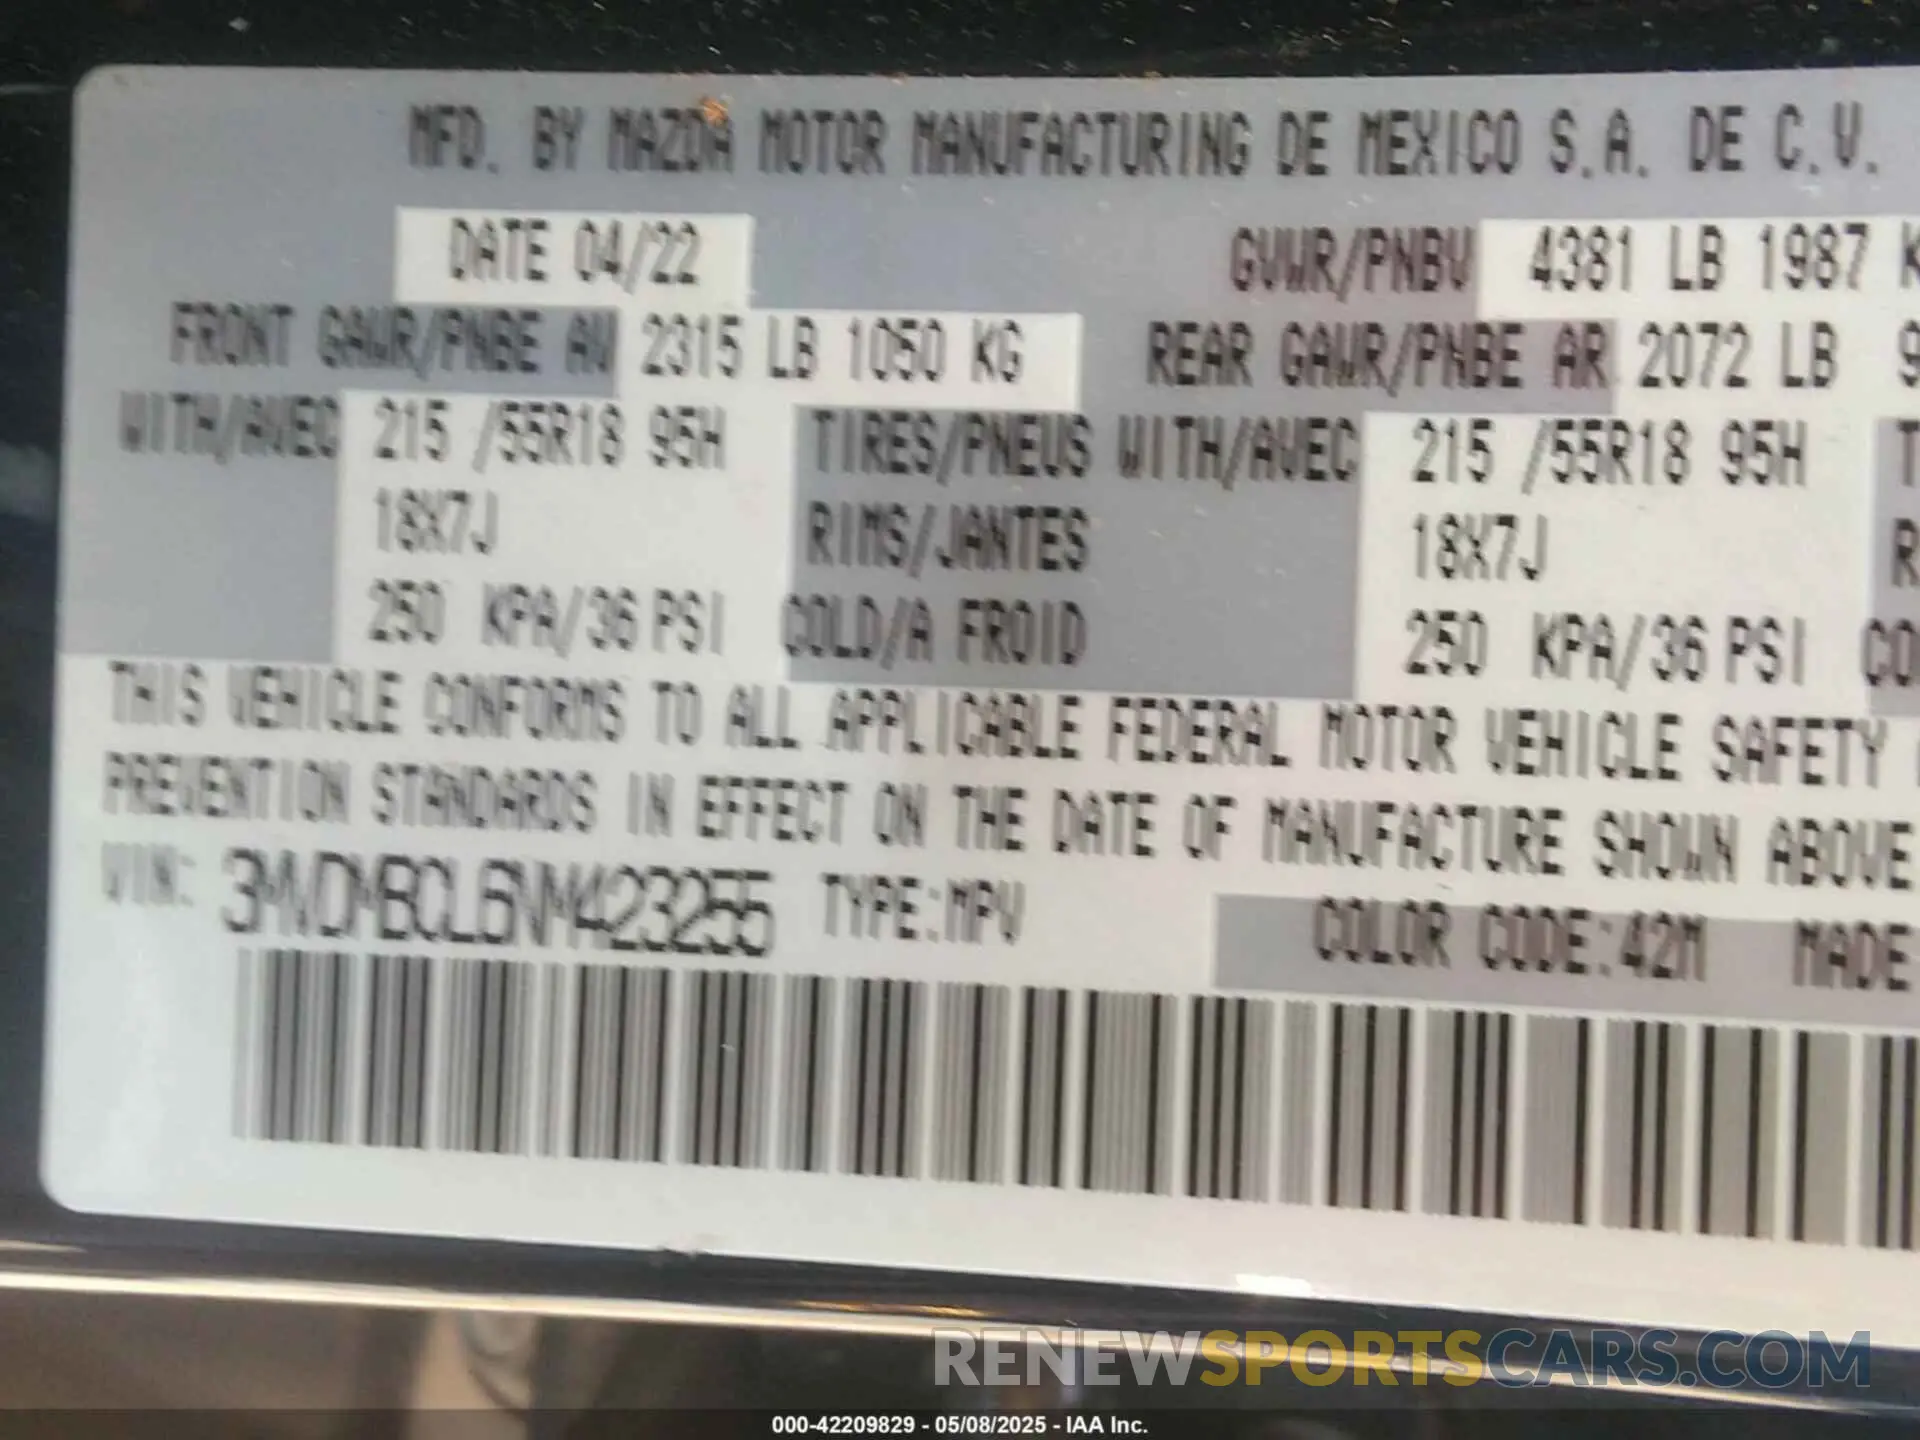 MFD. BY MAZDA MOTOR MANUFACTURING DE MEXICO S.A. DE C.V.
DATE 04/22 GVWR/PNBV 4381 LB 1987 K
FRONT GAWR/PNBE AV 2315 LB 1050 KG REAR GAWR/PNBE AR 2072 LB 9
WITH/AVEC 215 /55R18 95H TIRES/PNEUS WITH/AVEC 215 /55R18 95H T
18X7J RIMS/JANTES 18X7J R
250 KPA/36 PSI COLD/A FROID 250 KPA/36 PSI CO
THIS VEHICLE CONFORMS TO ALL APPLICABLE FEDERAL MOTOR VEHICLE SAFETY
PREVENTION STANDARDS IN EFFECT ON THE DATE OF MANUFACTURE SHOWN ABOVE
VIN: 3MVDMBCL6NM423255 TYPE:MPV COLOR CODE:42M MADE
RENEWSPORTSCARS.COM
000-42209829 - 05/08/2025 - IAA Inc.